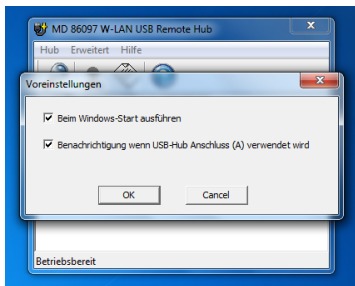 MD 86097 W-LAN USB Remote Hub
Hub Erweitert Hilfe
Voreinstellungen
Beim Windows-Start ausführen
Benachrichtigung wenn USB-Hub Anschluss (A) verwendet wird
OK Cancel
Betriebsbereit